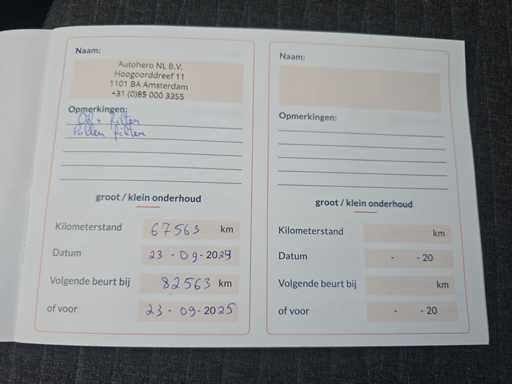 Naam:
Autohero NL B.V.
Hoogoorddreef 11
1101 BA Amsterdam
+31 (0)85 000 3355
Opmerkingen:
Oil + filter
Pollen filter
groot / klein onderhoud
Kilometerstand 67563 km
Datum 23 - 09 - 2024
Volgende beurt bij 82563 km
of voor 23 - 09 - 2025
Naam:
Opmerkingen:
groot / klein onderhoud
Kilometerstand km
Datum - - 20
Volgende beurt bij km
of voor - - 20